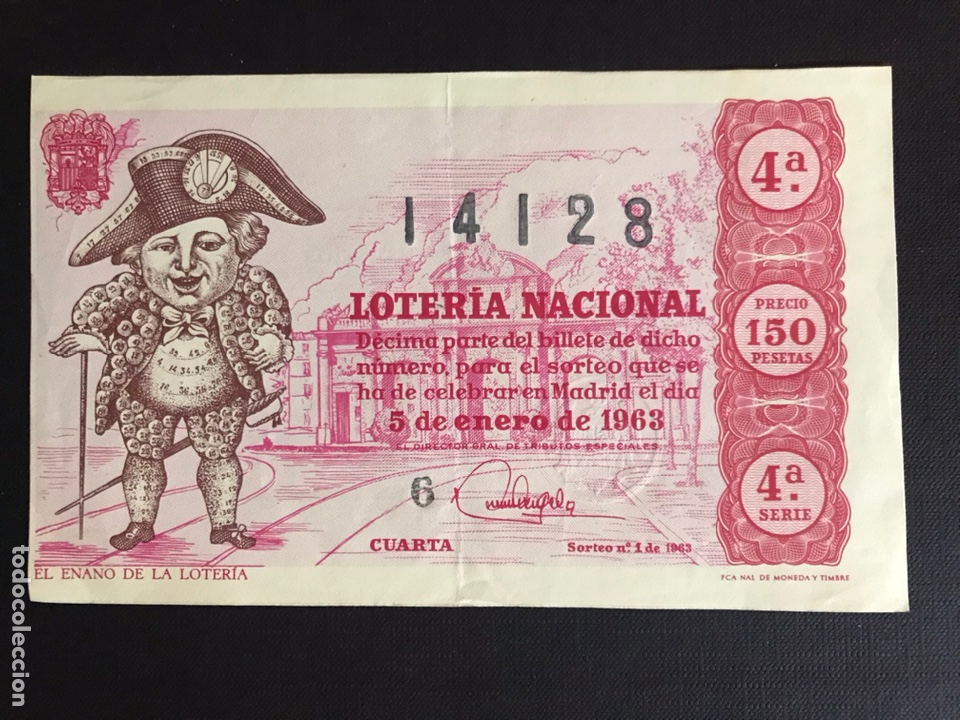 14128
LOTERÍA NACIONAL
Décima parte del billete de dicho
número, para el sorteo que se
ha de celebrar en Madrid el día
5 de enero de 1963
EL DIRECTOR GRAL. DE TRIBUTOS ESPECIALES
6
CUARTA
Sorteo nº. 1 de 1963
EL ENANO DE LA LOTERÍA
4ª.
PRECIO
150
PESETAS
4ª.
SERIE
FCA NAL DE MONEDA Y TIMBRE
todocoleccion.net